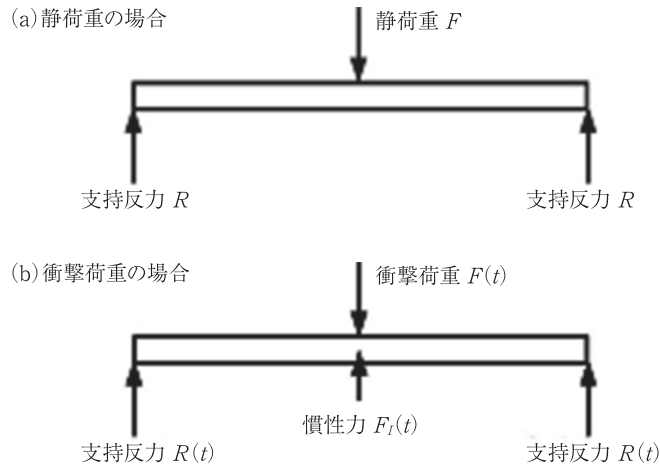 (a)静荷重の場合
静荷重 F
支持反力 R
支持反力 R
(b)衝撃荷重の場合
衝撃荷重 F(t)
慣性力 F_I(t)
支持反力 R(t)
支持反力 R(t)